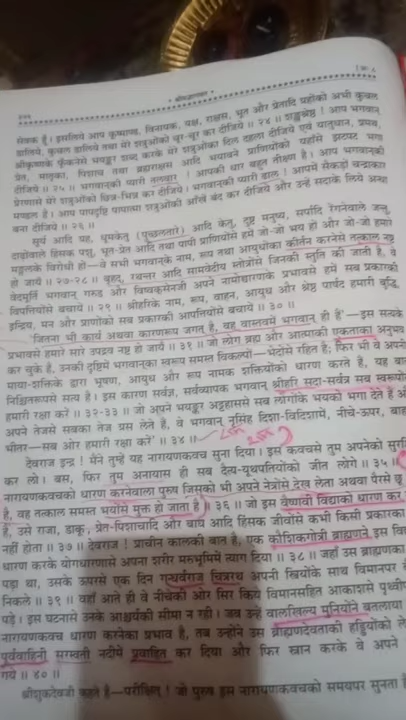 * श्रीमद्भागवत *
सेवक हैं। इसलिये आप कूष्माण्ड, विनायक, यक्ष, राक्षस, भूत और प्रेतादि ग्रहोंको अभी कुचल
डालिये, कुचल डालिये तथा मेरे शत्रुओंको चूर-चूर कर दीजिये ॥ २४ ॥ शङ्खश्रेष्ठ ! आप भगवान्
श्रीकृष्णके फूँकनेसे भयङ्कर शब्द करके मेरे शत्रुओंका दिल दहला दीजिये एवं यातुधान, प्रमथ,
प्रेत, मातृका, पिशाच तथा ब्रह्मराक्षस आदि भयावने प्राणियोंको यहाँसे झटपट भगा
दीजिये ॥ २५ ॥ भगवान्‌की प्यारी तलवार ! आपकी धार बहुत तीक्ष्ण है। आप भगवान्‌की
प्रेरणासे मेरे शत्रुओंको छिन्न-भिन्न कर दीजिये। भगवान्‌की प्यारी ढाल ! आपमें सैकड़ों चन्द्राकार
मण्डल हैं। आप पापदृष्टि पापात्मा शत्रुओंकी आँखें बंद कर दीजिये और उन्हें सदाके लिये अन्धा
बना दीजिये ॥ २६ ॥
सूर्य आदि ग्रह, धूमकेतु (पुच्छलतारे) आदि केतु, दुष्ट मनुष्य, सर्पादि रेंगनेवाले जन्तु,
दाढ़ोंवाले हिंसक पशु, भूत-प्रेत आदि तथा पापी प्राणियोंसे हमें जो-जो भय हो और जो-जो हमारे
मङ्गलके विरोधी हों—वे सभी भगवान्‌के नाम, रूप तथा आयुधोंका कीर्तन करनेसे तत्काल नष्ट
हो जायँ ॥ २७-२८ ॥ बृहद्, रथन्तर आदि सामवेदीय स्तोत्रोंसे जिनकी स्तुति की जाती है, वे
वेदमूर्ति भगवान् गरुड और विष्वक्सेनजी अपने नामोच्चारणके प्रभावसे हमें सब प्रकारकी
विपत्तियोंसे बचायें ॥ २९ ॥ श्रीहरिके नाम, रूप, वाहन, आयुध और श्रेष्ठ पार्षद हमारी बुद्धि,
इन्द्रिय, मन और प्राणोंको सब प्रकारकी आपत्तियोंसे बचायें ॥ ३० ॥
'जितना भी कार्य अथवा कारणरूप जगत् है, वह वास्तवमें भगवान् ही हैं'—इस सत्यके
प्रभावसे हमारे सारे उपद्रव नष्ट हो जायँ ॥ ३१ ॥ जो लोग ब्रह्म और आत्माकी एकताका अनुभव
कर चुके हैं, उनकी दृष्टिमें भगवान्‌का स्वरूप समस्त विकल्पों—भेदोंसे रहित है; फिर भी वे अपनी
माया-शक्तिके द्वारा भूषण, आयुध और रूप नामक शक्तियोंको धारण करते हैं, यह बात
निश्चितरूपसे सत्य है। इस कारण सर्वज्ञ, सर्वव्यापक भगवान् श्रीहरि सदा-सर्वत्र सब स्वरूपोंसे
हमारी रक्षा करें ॥ ३२-३३ ॥ जो अपने भयङ्कर अट्टहाससे सब लोगोंके भयको भगा देते हैं और
अपने तेजसे सबका तेज ग्रस लेते हैं, वे भगवान् नृसिंह दिशा-विदिशामें, नीचे-ऊपर, बाहर
भीतर—सब ओर हमारी रक्षा करें' ॥ ३४ ॥
देवराज इन्द्र ! मैंने तुम्हें यह नारायणकवच सुना दिया। इस कवचसे तुम अपनेको सुरक्षित
कर लो। बस, फिर तुम अनायास ही सब दैत्य-यूथपतियोंको जीत लोगे ॥ ३५ ॥
नारायणकवचको धारण करनेवाला पुरुष जिसको भी अपने नेत्रोंसे देख लेता अथवा पैरसे छू
है, वह तत्काल समस्त भयोंसे मुक्त हो जाता है ॥ ३६ ॥ जो इस वैष्णवी विद्याको धारण कर
है, उसे राजा, डाकू, प्रेत-पिशाचादि और बाघ आदि हिंसक जीवोंसे कभी किसी प्रकारका
नहीं होता ॥ ३७ ॥ देवराज ! प्राचीन कालकी बात है, एक कौशिकगोत्री ब्राह्मणने इस वि
धारण करके योगधारणासे अपना शरीर मरुभूमिमें त्याग दिया ॥ ३८ ॥ जहाँ उस ब्राह्मणका
पड़ा था, उसके ऊपरसे एक दिन गन्धर्वराज चित्ररथ अपनी स्त्रियोंके साथ विमानपर
निकले ॥ ३९ ॥ वहाँ आते ही वे नीचेकी ओर सिर किये विमानसहित आकाशसे पृथ्वी
पड़े। इस घटनासे उनके आश्चर्यकी सीमा न रही। जब उन्हें वालखिल्य मुनियोंने बतलाया
नारायणकवच धारण करनेका प्रभाव है, तब उन्होंने उस ब्राह्मणदेवताकी हड्डियोंको ले
पूर्ववाहिनी सरस्वती नदीमें प्रवाहित कर दिया और फिर स्नान करके वे अपने
गये ॥ ४० ॥
श्रीशुकदेवजी कहते हैं—परीक्षित् ! जो पुरुष इस नारायणकवचको समयपर सुनता है